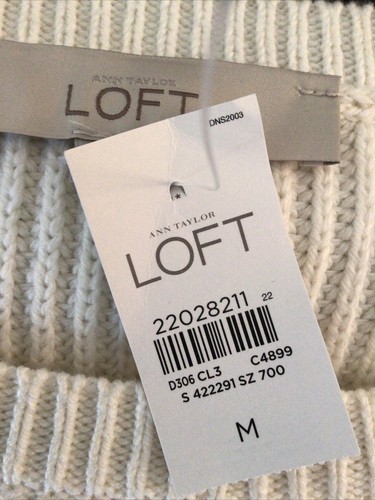 ANN TAYLOR
LOFT
DNS2003
ANN TAYLOR
LOFT
22028211 22
D306 CL3 C4899
S 422291 SZ 700
M